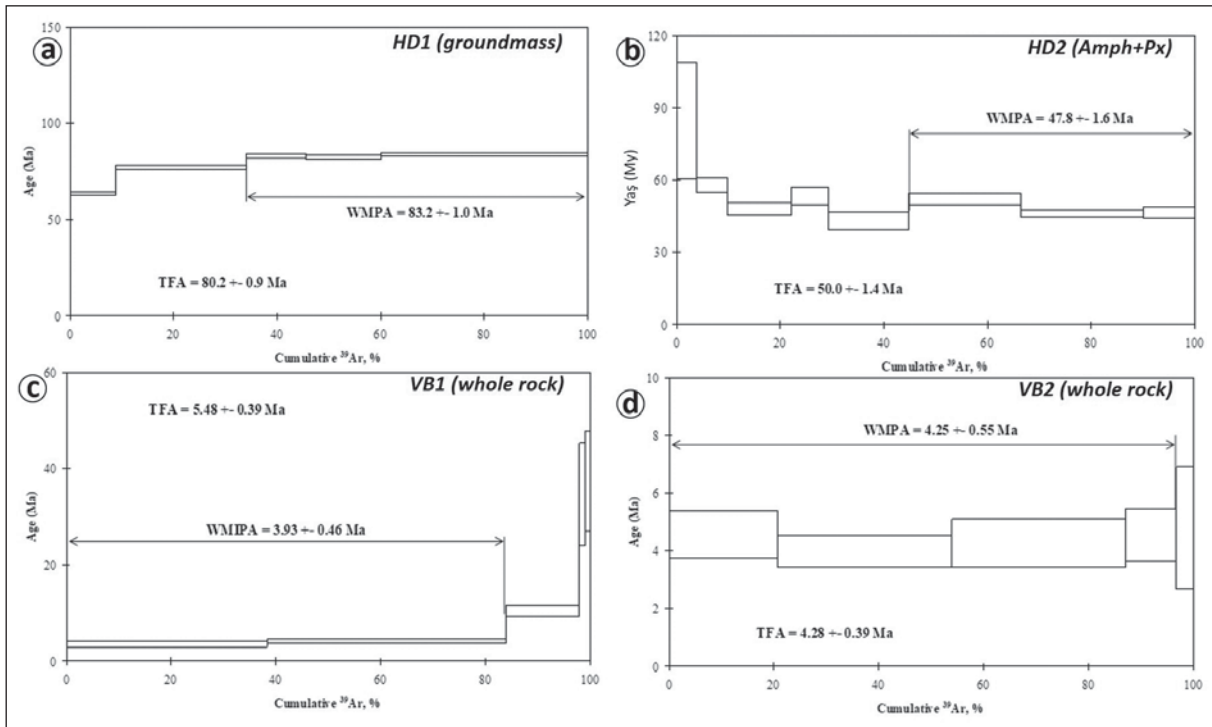 ⓐ
HD1 (groundmass)
150
100
50
0
Age (Ma)
WMPA = 83.2 +- 1.0 Ma
TFA = 80.2 +- 0.9 Ma
0 20 40 60 80 100
Cumulative ³⁹Ar, %
ⓑ
HD2 (Amph+Px)
120
90
60
30
0
Yaş (My)
WMPA = 47.8 +- 1.6 Ma
TFA = 50.0 +- 1.4 Ma
0 20 40 60 80 100
Cumulative ³⁹Ar, %
ⓒ
VB1 (whole rock)
60
40
20
0
Age (Ma)
TFA = 5.48 +- 0.39 Ma
WMIPA = 3.93 +- 0.46 Ma
0 20 40 60 80 100
Cumulative ³⁹Ar, %
ⓓ
VB2 (whole rock)
10
8
6
4
2
0
Age (Ma)
WMPA = 4.25 +- 0.55 Ma
TFA = 4.28 +- 0.39 Ma
0 20 40 60 80 100
Cumulative ³⁹Ar, %